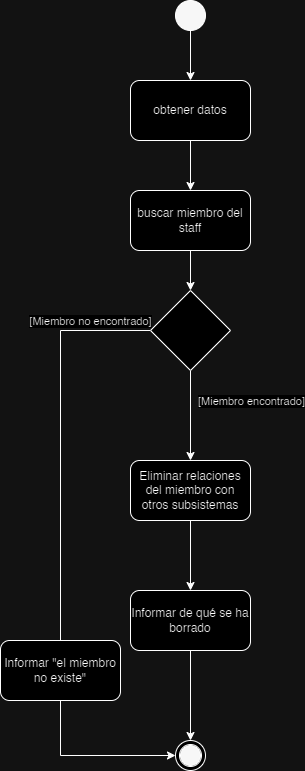 obtener datos
buscar miembro del
staff
[Miembro no encontrado]
[Miembro encontrado]
Eliminar relaciones
del miembro con
otros subsistemas
Informar de qué se ha
borrado
Informar "el miembro
no existe"